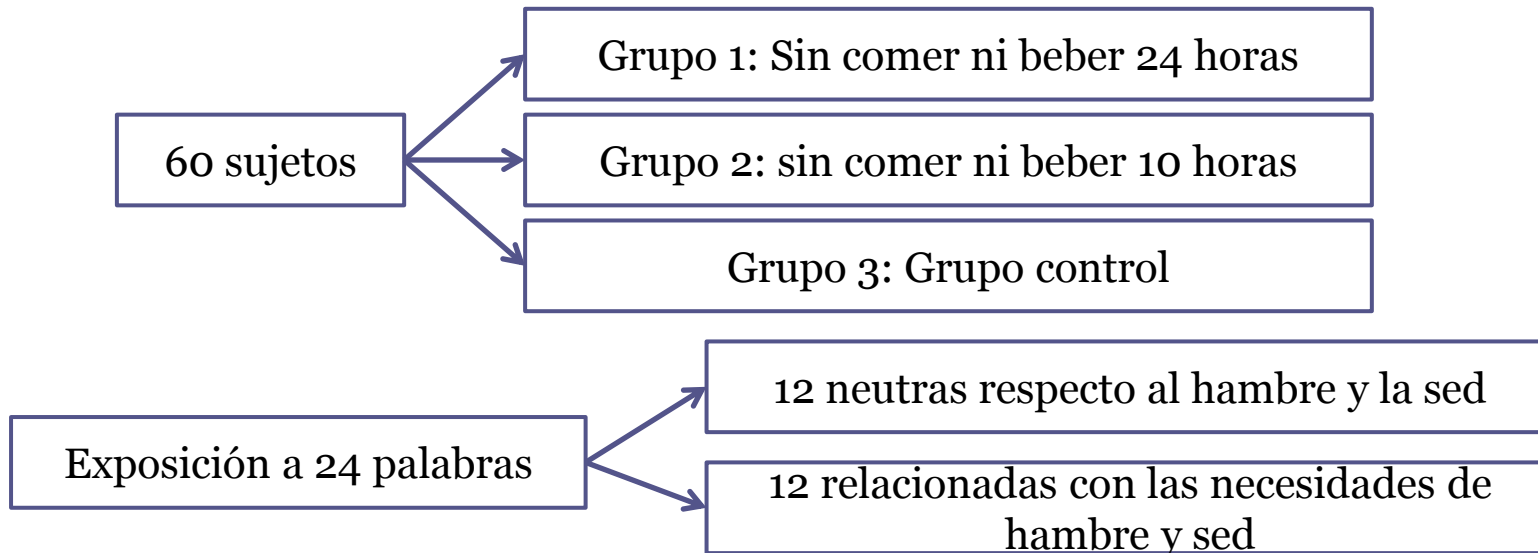 Grupo 1: Sin comer ni beber 24 horas
60 sujetos
Grupo 2: sin comer ni beber 10 horas
Grupo 3: Grupo control
12 neutras respecto al hambre y la sed
Exposición a 24 palabras
12 relacionadas con las necesidades de
hambre y sed